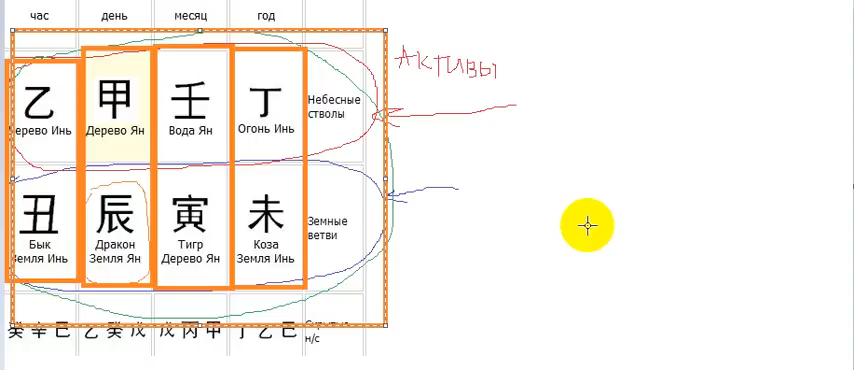 час день месяц год
АКТИВЫ
乙 甲 壬 丁 Небесные стволы
Дерево Ян Вода Ян Огонь Инь
丑 辰 寅 未 Земные ветви
Бык Дракон Тигр Коза
Земля Инь Земля Ян Дерево Ян Земля Инь
癸 辛 己 乙 癸 戊 戊 丙 甲 丁 乙 己
н/с